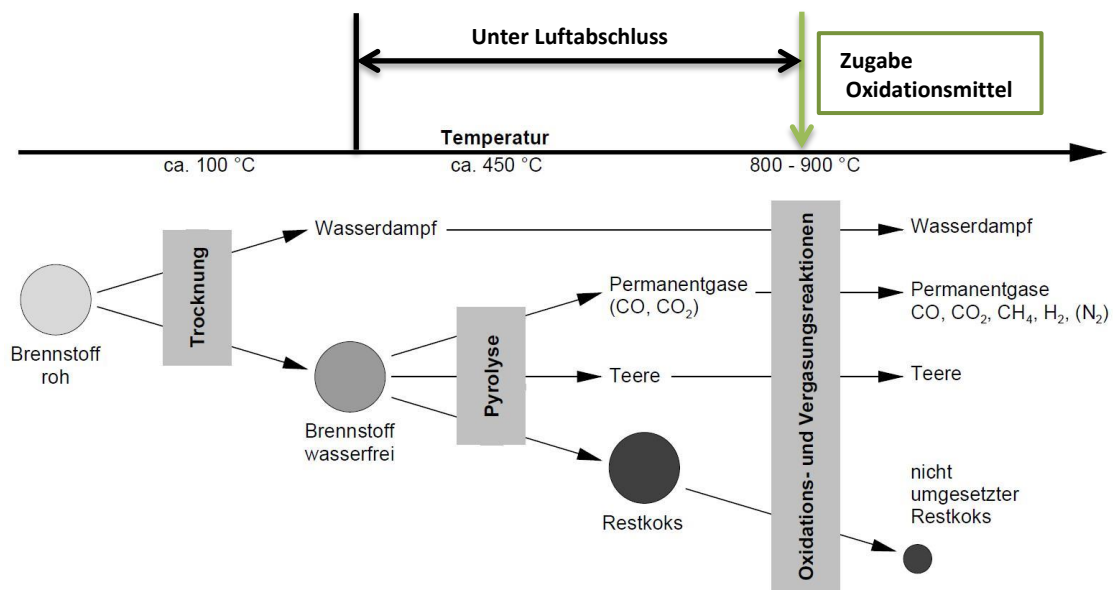 Unter Luftabschluss
Zugabe
Oxidationsmittel
Temperatur
ca. 100 °C
ca. 450 °C
800 - 900 °C
Trocknung
Wasserdampf
Wasserdampf
Brennstoff
roh
Permanentgase
(CO, CO₂)
Permanentgase
CO, CO₂, CH₄, H₂, (N₂)
Pyrolyse
Teere
Teere
Brennstoff
wasserfrei
Restkoks
Oxidations- und Vergasungsreaktionen
nicht
umgesetzter
Restkoks